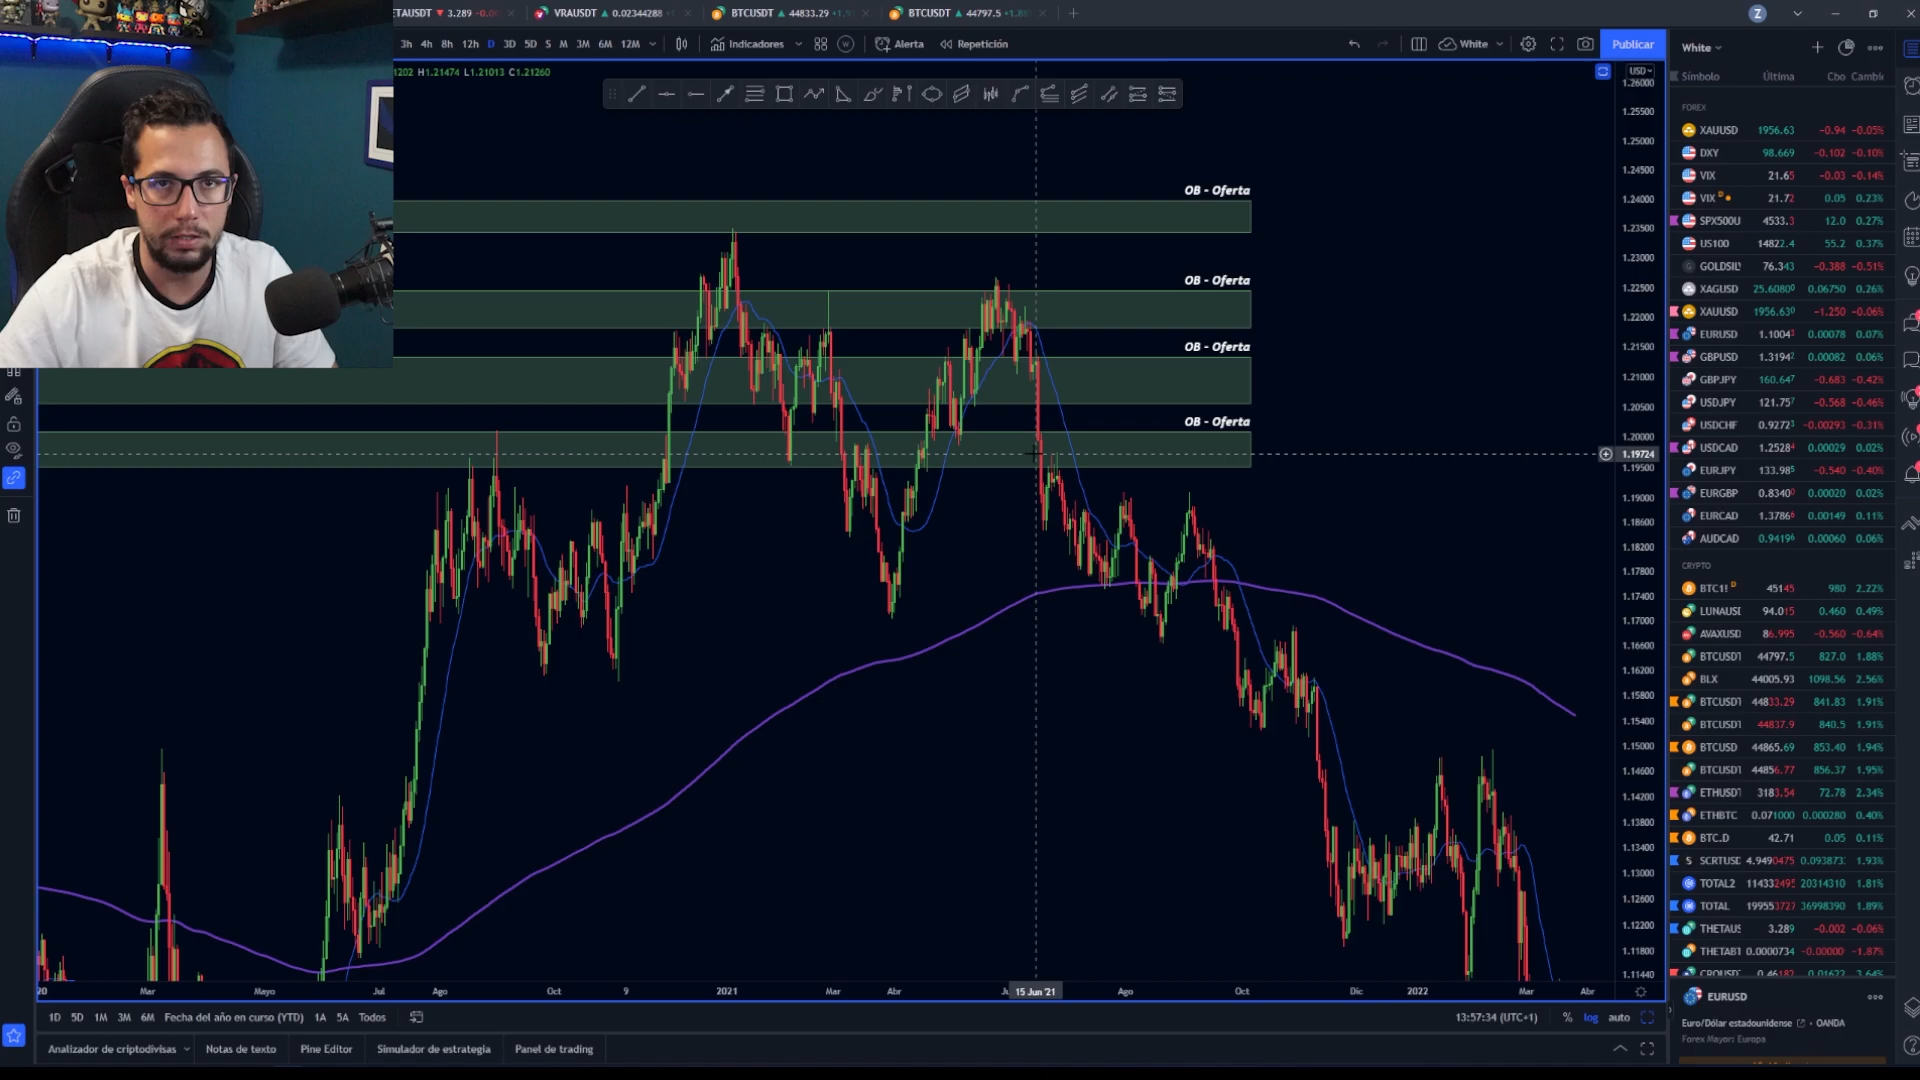 ETAUSDT ▼ 3.289
VRAUSDT ▲ 0.02344288
BTCUSDT ▲ 44833.29
BTCUSDT ▲ 44797.5
Z
3h 4h 8h 12h D 3D 5D S M 3M 6M 12M
Indicadores
Alerta
Repetición
White
Publicar
1202 H1.21474 L1.21013 C1.21260
USD
OB - Oferta
OB - Oferta
OB - Oferta
OB - Oferta
1.26000
1.25500
1.25000
1.24500
1.24000
1.23500
1.23000
1.22500
1.22000
1.21500
1.21000
1.20500
1.20000
1.19724
1.19500
1.19000
1.18600
1.18200
1.17800
1.17400
1.17000
1.16600
1.16200
1.15800
1.15400
1.15000
1.14600
1.14200
1.13800
1.13400
1.13000
1.12600
1.12200
1.11800
1.11440
20 Mar Mayo Jul Ago Oct 9 2021 Mar Abr 15 Jun '21 Ago Oct Dic 2022 Mar Abr
1D 5D 1M 3M 6M Fecha del año en curso (YTD) 1A 5A Todos
13:57:34 (UTC+1) % log auto
Analizador de criptodivisas Notas de texto Pine Editor Simulador de estrategia Panel de trading
White
Símbolo Última Cbo Cambic
FOREX
XAUUSD 1956.63 -0.94 -0.05%
DXY 98.669 -0.102 -0.10%
VIX 21.65 -0.03 -0.14%
VIX D 21.72 0.05 0.23%
SPX500U 4533.3 12.0 0.27%
US100 14822.4 55.2 0.37%
GOLDSIL 76.343 -0.388 -0.51%
XAGUSD 25.6080 0.06750 0.26%
XAUUSD 1956.630 -1.250 -0.06%
EURUSD 1.1004 0.00078 0.07%
GBPUSD 1.3194 0.00082 0.06%
GBPJPY 160.647 -0.683 -0.42%
USDJPY 121.757 -0.568 -0.46%
USDCHF 0.9272 -0.00293 -0.31%
USDCAD 1.2528 0.00029 0.02%
EURJPY 133.985 -0.540 -0.40%
EURGBP 0.8340 0.00020 0.02%
EURCAD 1.3786 0.00149 0.11%
AUDCAD 0.9419 0.00060 0.06%
CRYPTO
BTC1! D 45145 980 2.22%
LUNAUSI 94.015 0.460 0.49%
AVAXUSD 86.995 -0.560 -0.64%
BTCUSDT 44797.5 827.0 1.88%
BLX 44005.93 1098.56 2.56%
BTCUSDT 44833.29 841.83 1.91%
BTCUSDT 44837.9 840.5 1.91%
BTCUSD 44865.69 853.40 1.94%
BTCUSDT 44856.77 856.37 1.95%
ETHUSDT 3183.54 72.78 2.34%
ETHBTC 0.071000 0.000280 0.40%
BTC.D 42.71 0.05 0.11%
SCRTUSD 4.9490475 0.093873 1.93%
TOTAL2 114332495 20314310 1.81%
TOTAL 199553727 36998390 1.89%
THETAUS 3.289 -0.002 -0.06%
THETABT 0.0000734 -0.00000 -1.87%
EURUSD
Euro/Dólar estadounidense OANDA
Forex Mayor: Europa